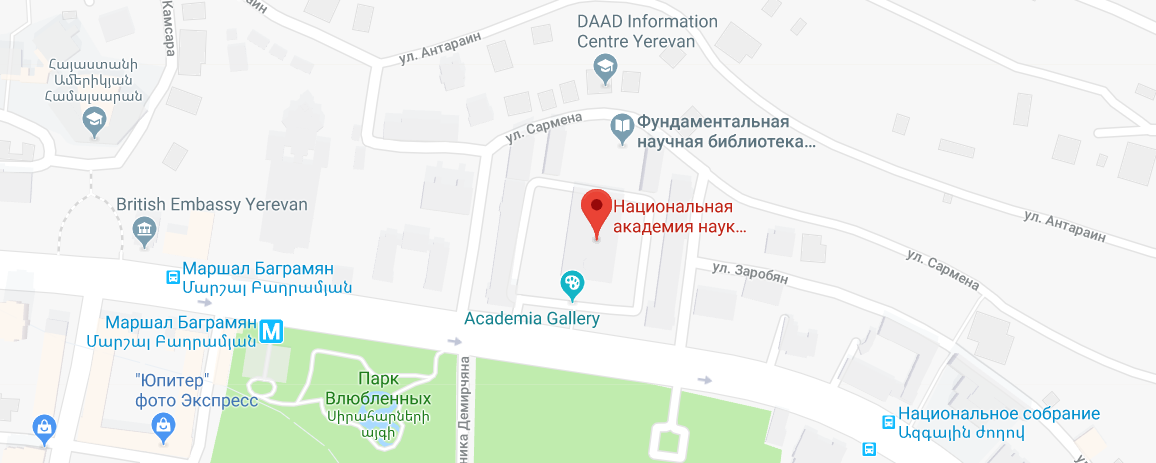 Камсара
ул. Антараин
DAAD Information
Centre Yerevan
Հայաստանի
Ամերիկյան
Համալսարան
ул. Сармена
Фундаментальная
научная библиотека...
British Embassy Yerevan
Национальная
академия наук...
ул. Антараин
ул. Сармена
ул. Заробян
Маршал Баграмян
Մարշալ Բաղրամյան
Academia Gallery
Маршал Баграмян
Մարշալ Բաղրամյան
M
"Юпитер"
фото Экспресс
Парк
Влюбленных
Սիրահարների
այգի
ника Демирчяна
Национальное собрание
Ազգային ժողով